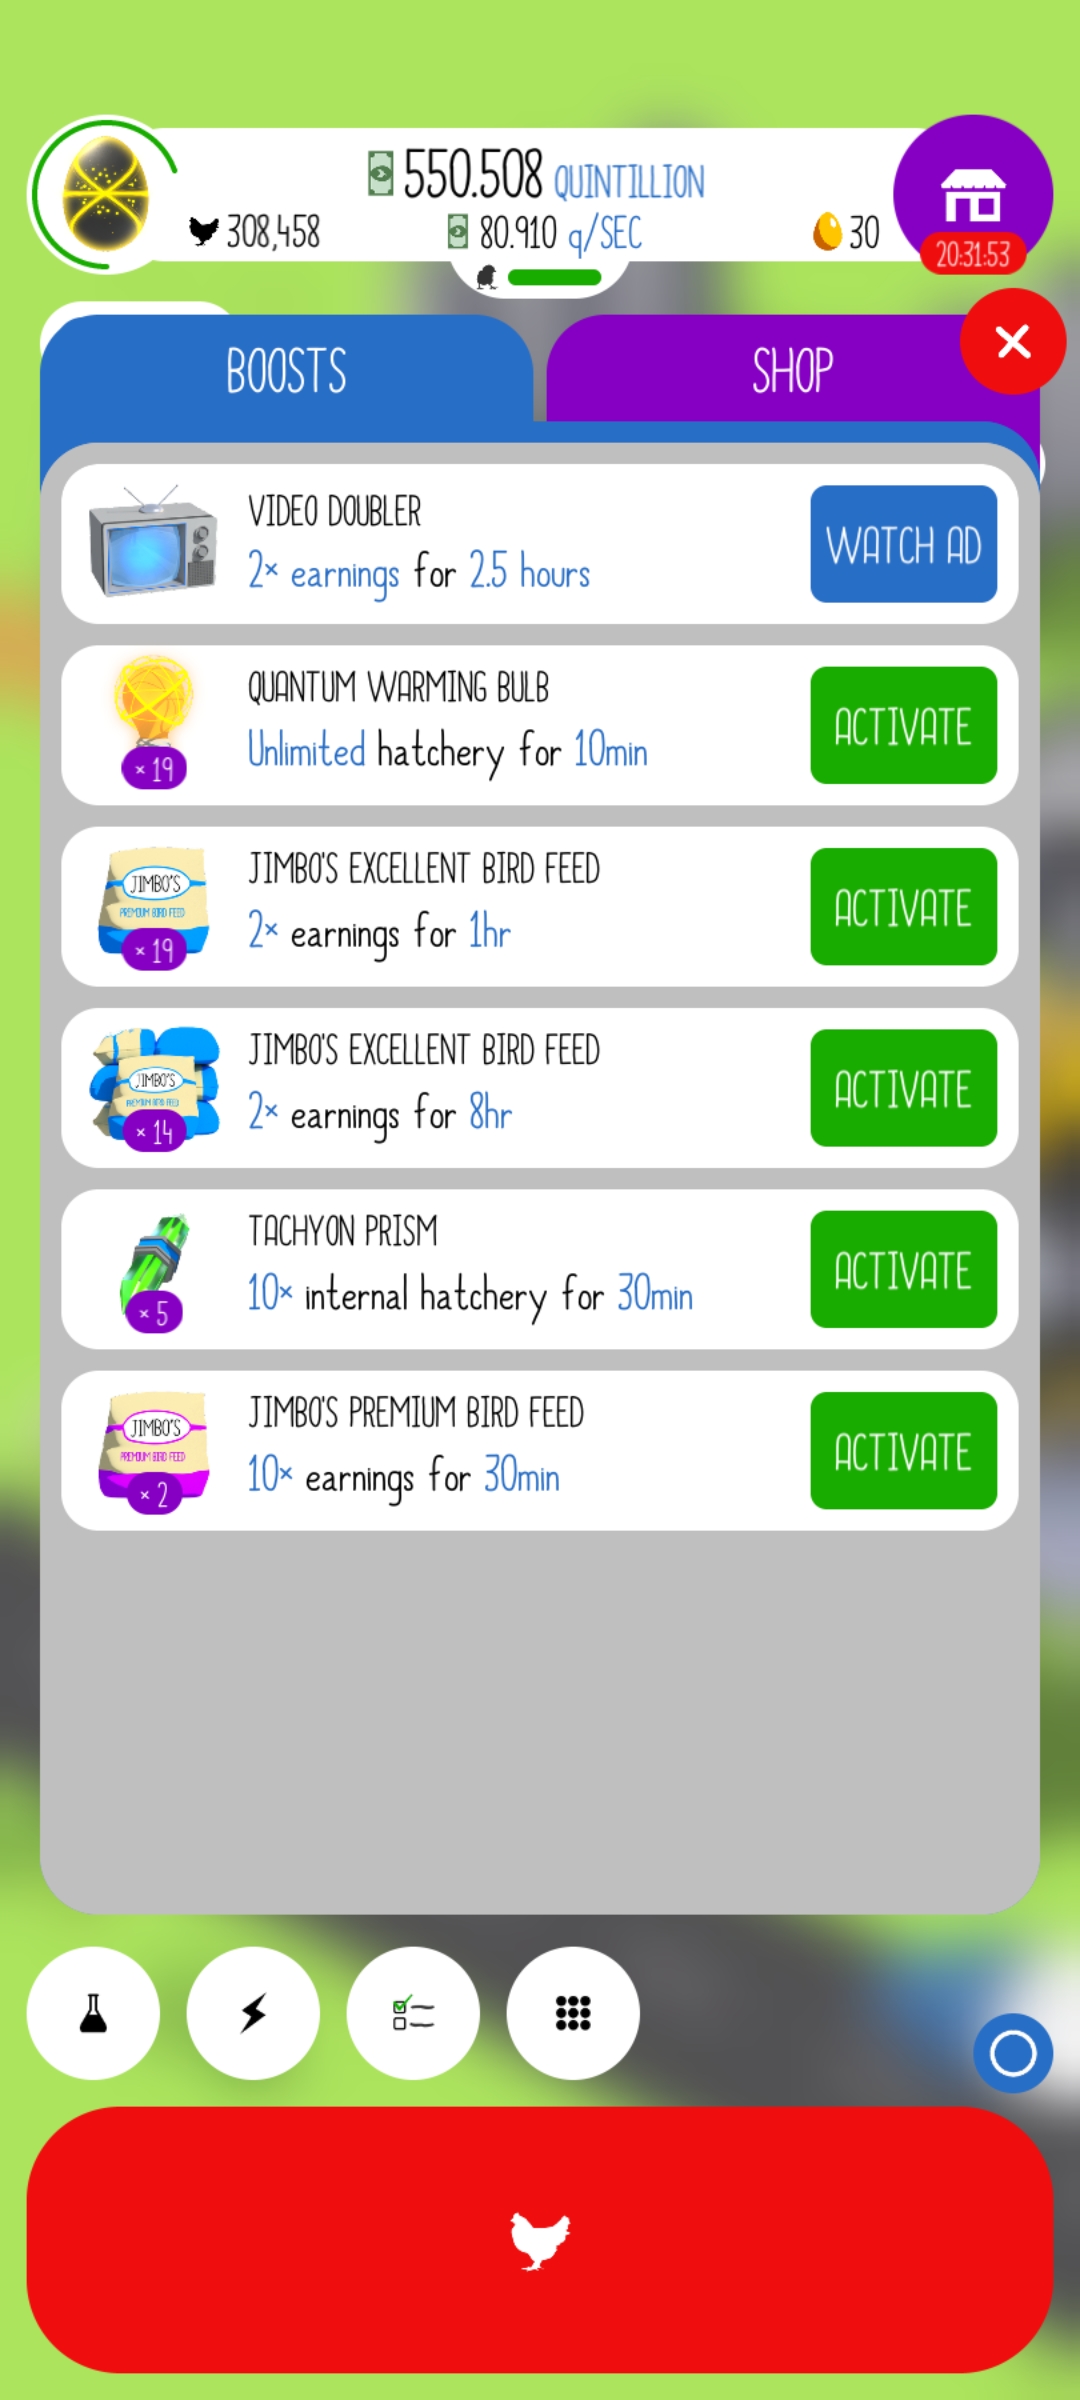 550.508 QUINTILLION
308,458 80.910 q/SEC 30
20:31:53
BOOSTS SHOP
VIDEO DOUBLER
2× earnings for 2.5 hours
WATCH AD
QUANTUM WARMING BULB
Unlimited hatchery for 10min
× 19
ACTIVATE
JIMBO'S EXCELLENT BIRD FEED
2× earnings for 1hr
JIMBO'S
PREMIUM BIRD FEED
× 19
ACTIVATE
JIMBO'S EXCELLENT BIRD FEED
2× earnings for 8hr
JIMBO'S
PREMIUM BIRD FEED
× 14
ACTIVATE
TACHYON PRISM
10× internal hatchery for 30min
× 5
ACTIVATE
JIMBO'S PREMIUM BIRD FEED
10× earnings for 30min
JIMBO'S
PREMIUM BIRD FEED
× 2
ACTIVATE